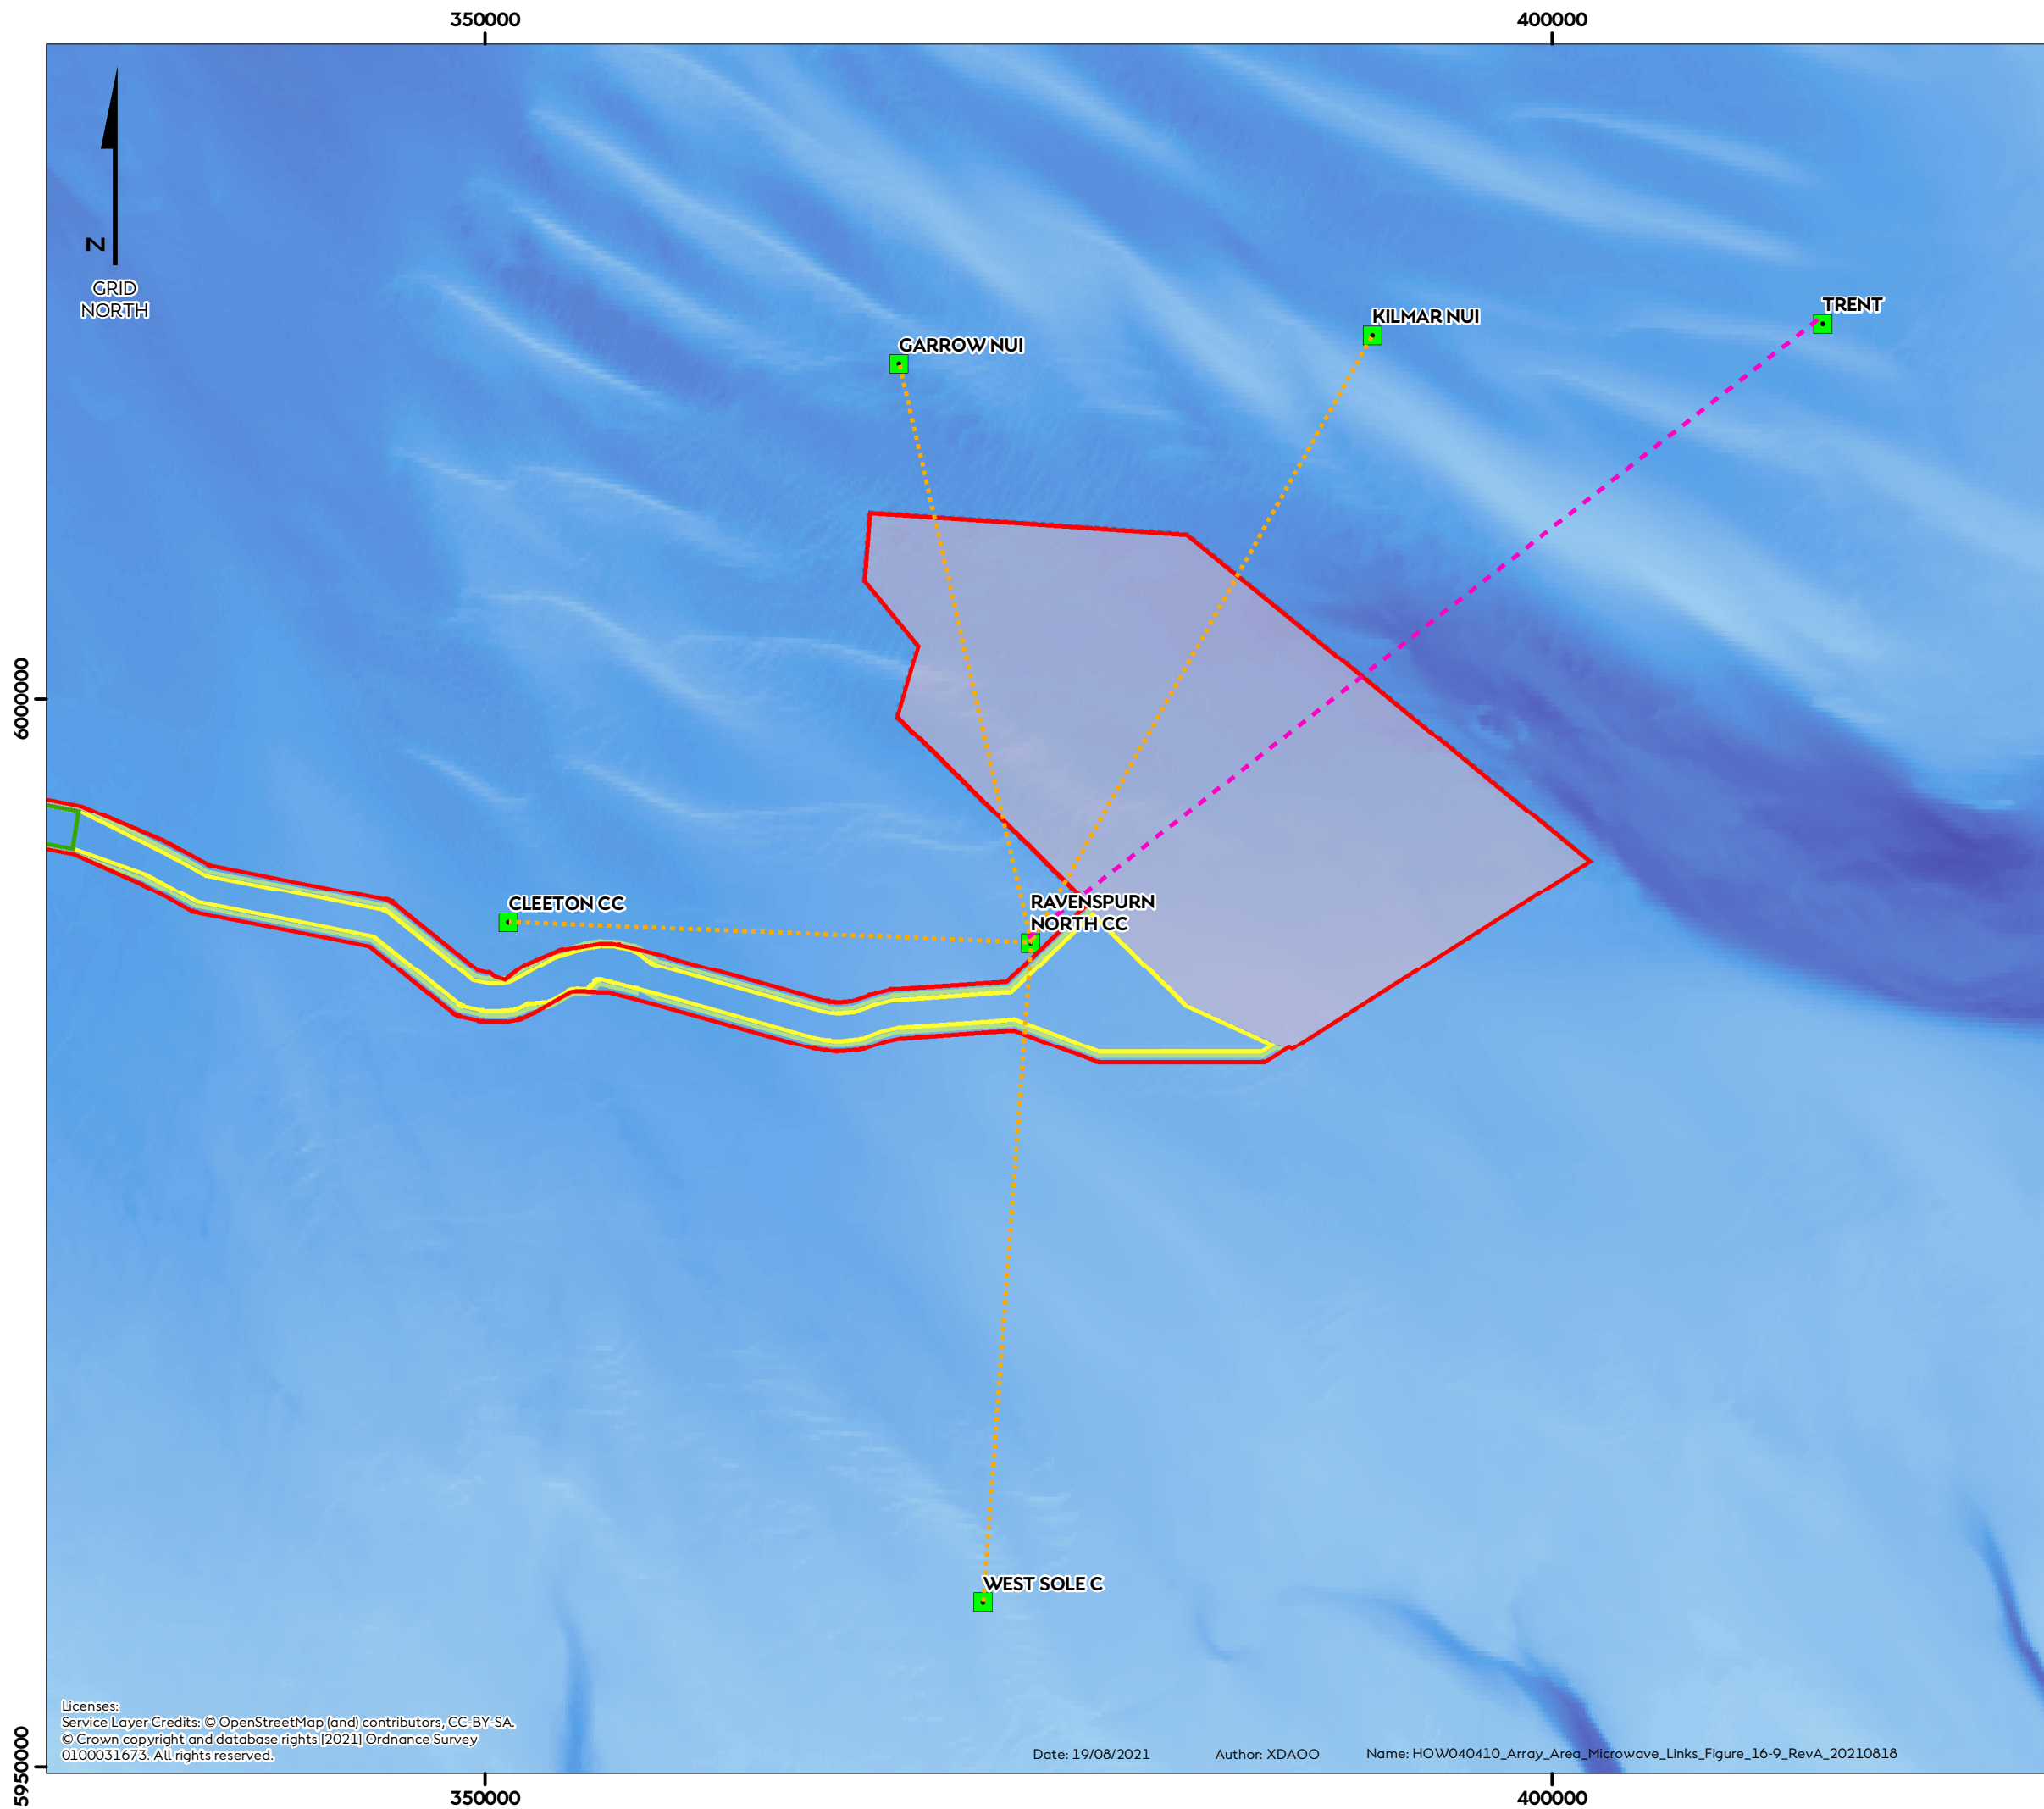 350000
400000
N
GRID
NORTH
TRENT
KILMAR NUI
GARROW NUI
6000000
CLEETON CC
RAVENSPURN
NORTH CC
WEST SOLE C
Licenses:
Service Layer Credits: © OpenStreetMap (and) contributors, CC-BY-SA.
© Crown copyright and database rights [2021] Ordnance Survey
0100031673. All rights reserved.
Date: 19/08/2021
Author: XDAOO
Name: HOW040410_Array_Area_Microwave_Links_Figure_16-9_RevA_20210818
5950000
350000
400000